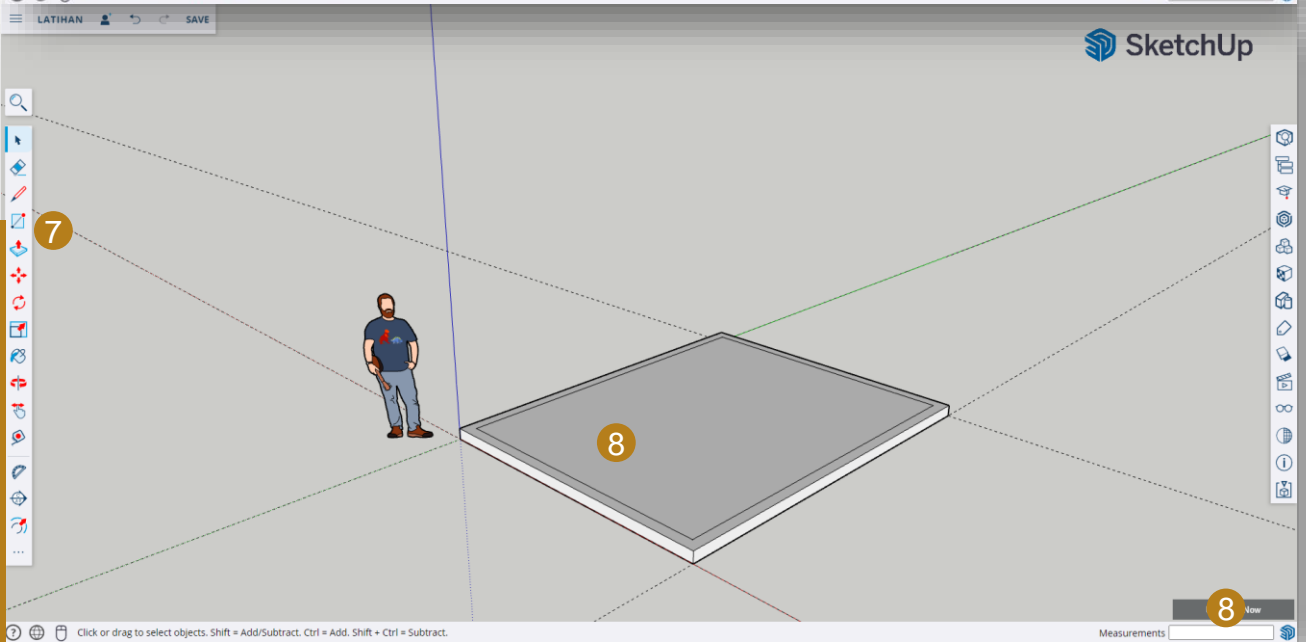 LATIHAN SAVE
SketchUp
7
8
8 Now
Click or drag to select objects. Shift = Add/Subtract. Ctrl = Add. Shift + Ctrl = Subtract.
Measurements